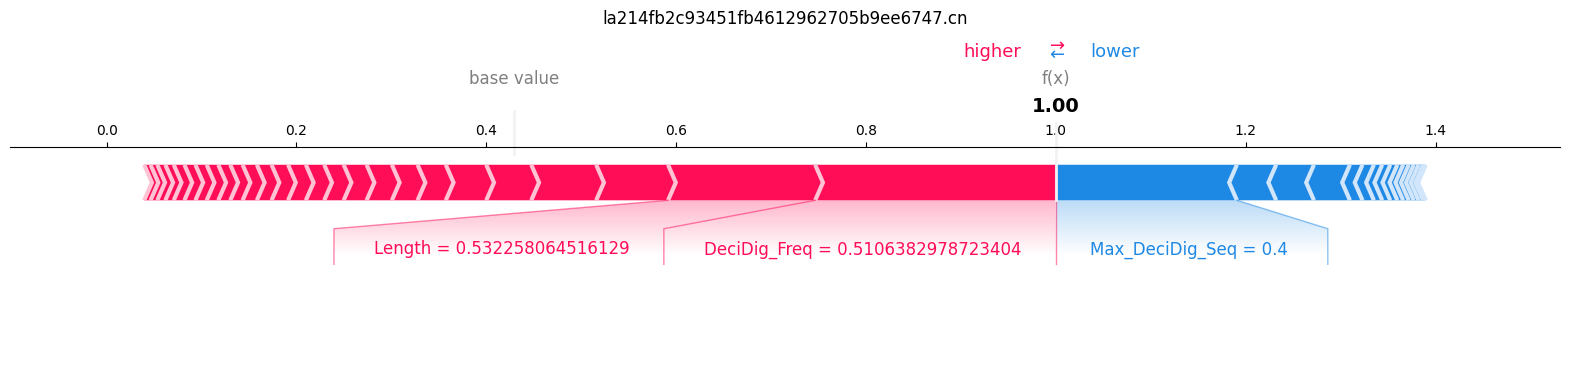 la214fb2c93451fb4612962705b9ee6747.cn
higher → ← lower
base value f(x)
1.00
0.0 0.2 0.4 0.6 0.8 1.0 1.2 1.4
Length = 0.532258064516129 DeciDig_Freq = 0.5106382978723404 Max_DeciDig_Seq = 0.4